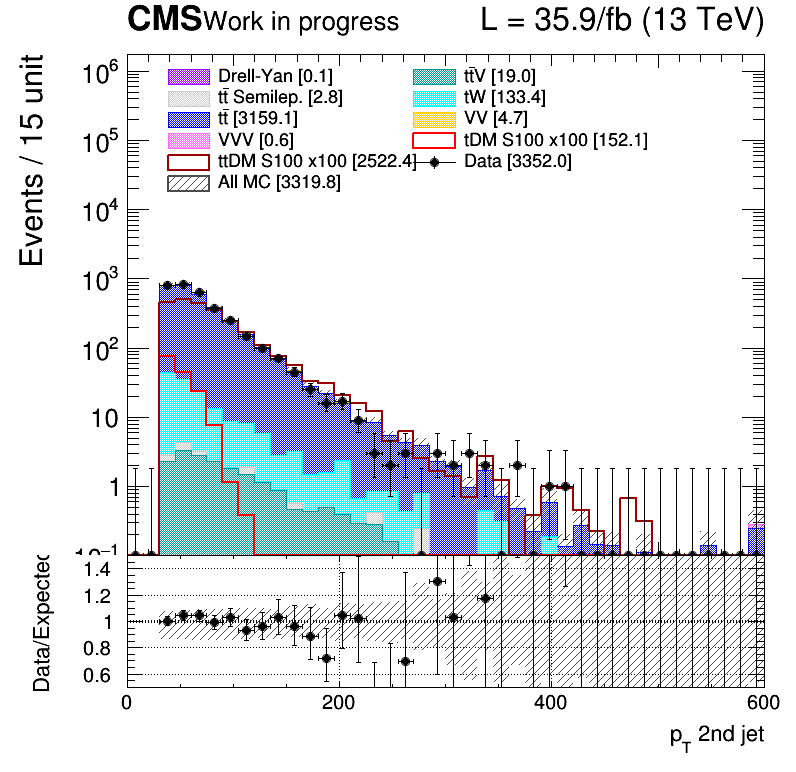 CMS Work in progress L = 35.9/fb (13 TeV)
Drell-Yan [0.1] tt̄V [19.0]
tt̄ Semilep. [2.8] tW [133.4]
tt̄ [3159.1] VV [4.7]
VVV [0.6] tDM S100 x100 [152.1]
ttDM S100 x100 [2522.4] Data [3352.0]
All MC [3319.8]
Events / 15 unit
10⁶
10⁵
10⁴
10³
10²
10
1
10⁻¹
Data/Expected
1.4
1.2
1
0.8
0.6
0 200 400 600
p_T 2nd jet